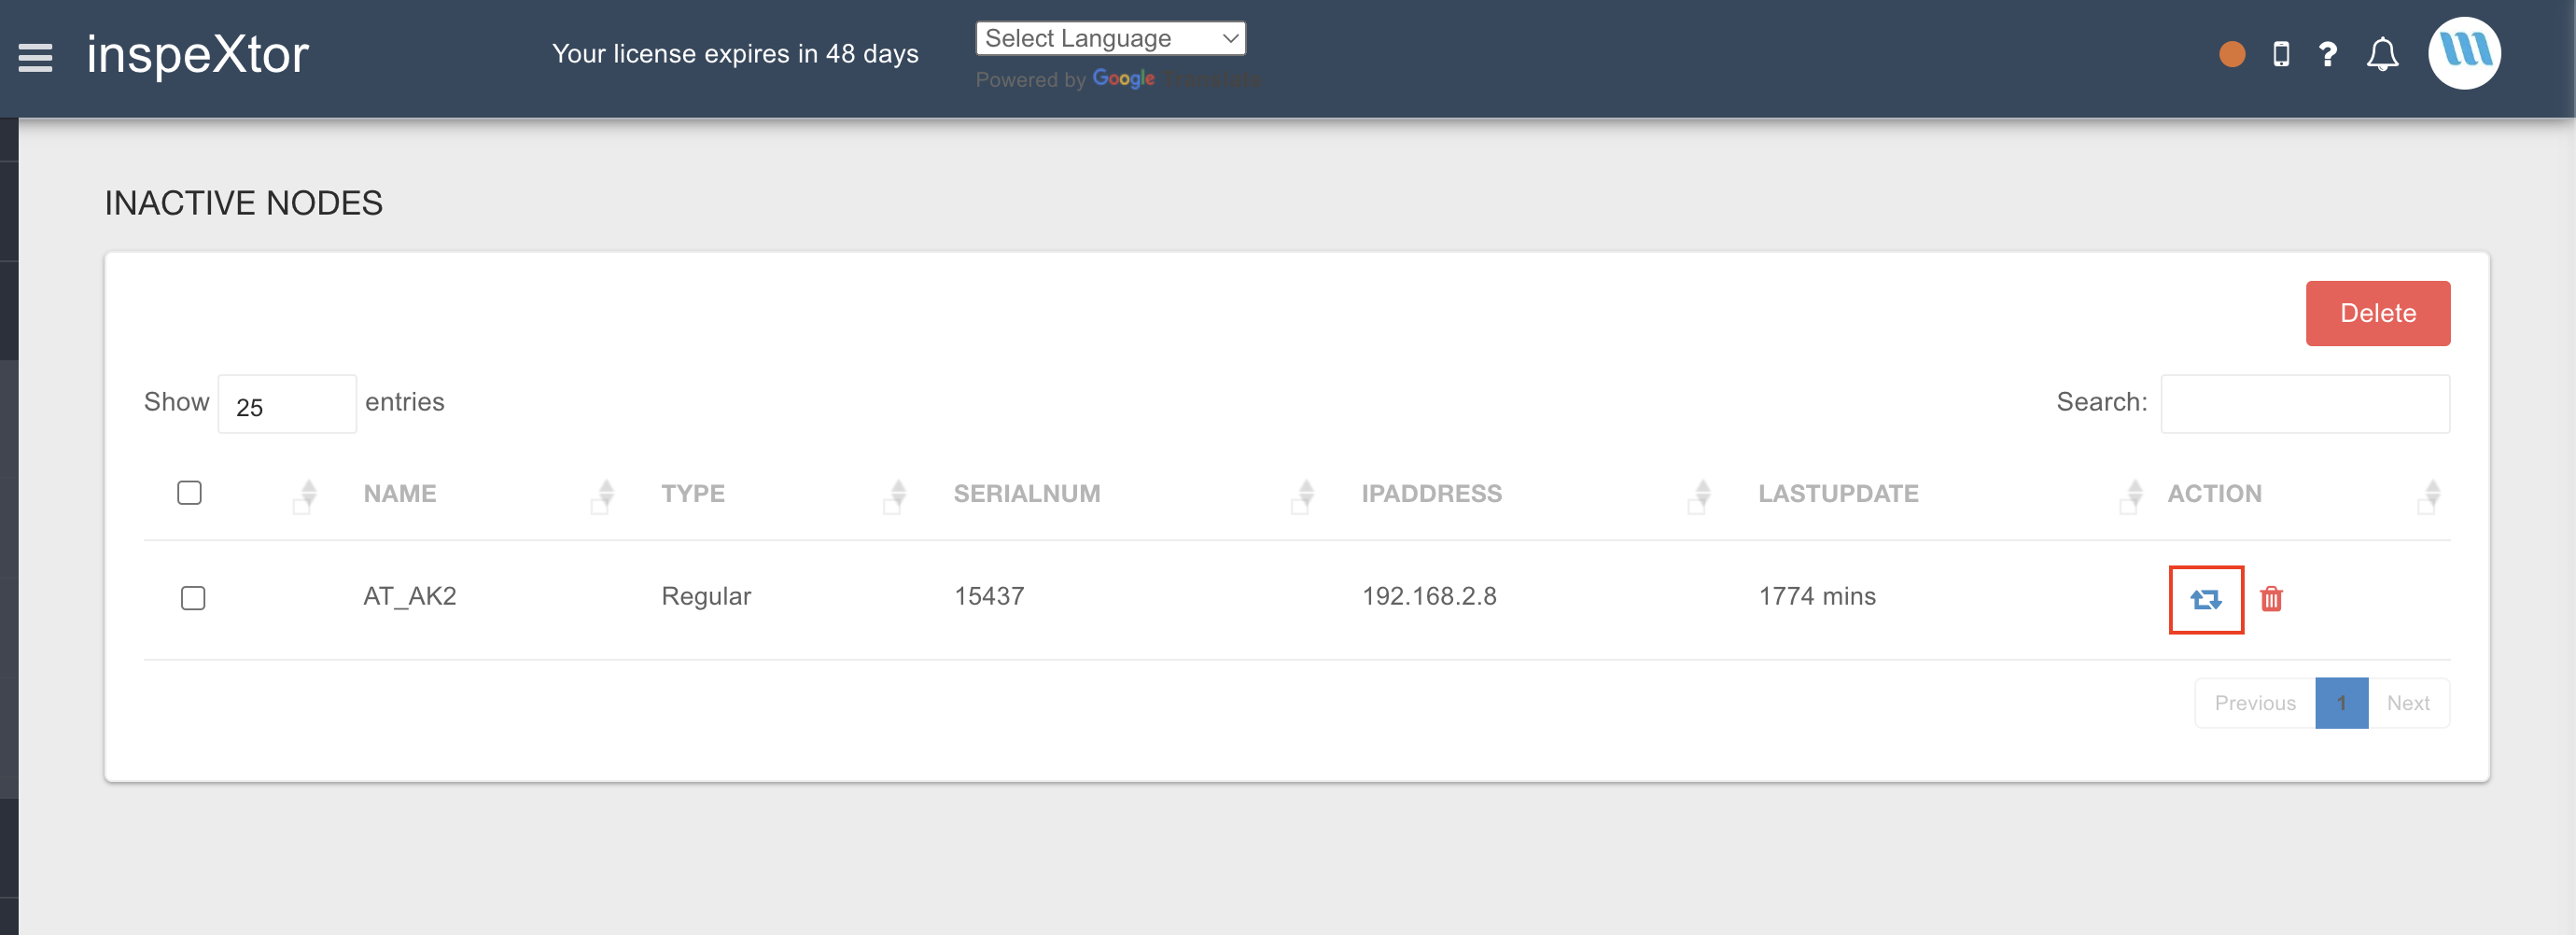 inspeXtor
Your license expires in 48 days
Select Language
Powered by Google Translate
INACTIVE NODES
Delete
Show 25 entries
Search:
NAME TYPE SERIALNUM IPADDRESS LASTUPDATE ACTION
AT_AK2 Regular 15437 192.168.2.8 1774 mins
Previous 1 Next